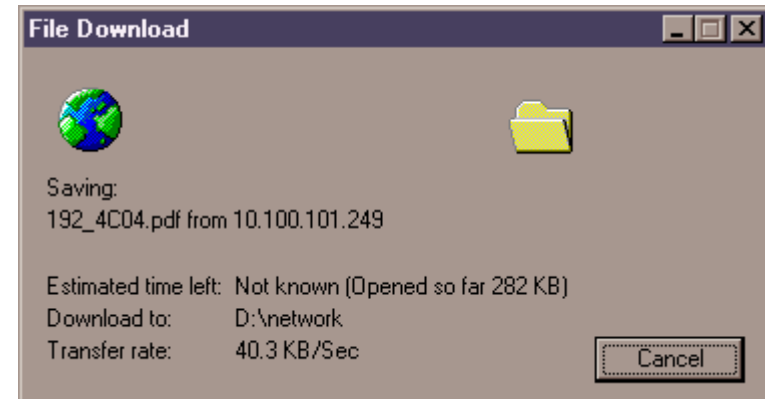 File Download
Saving:
192_4C04.pdf from 10.100.101.249
Estimated time left: Not known (Opened so far 282 KB)
Download to: D:\network
Transfer rate: 40.3 KB/Sec
Cancel